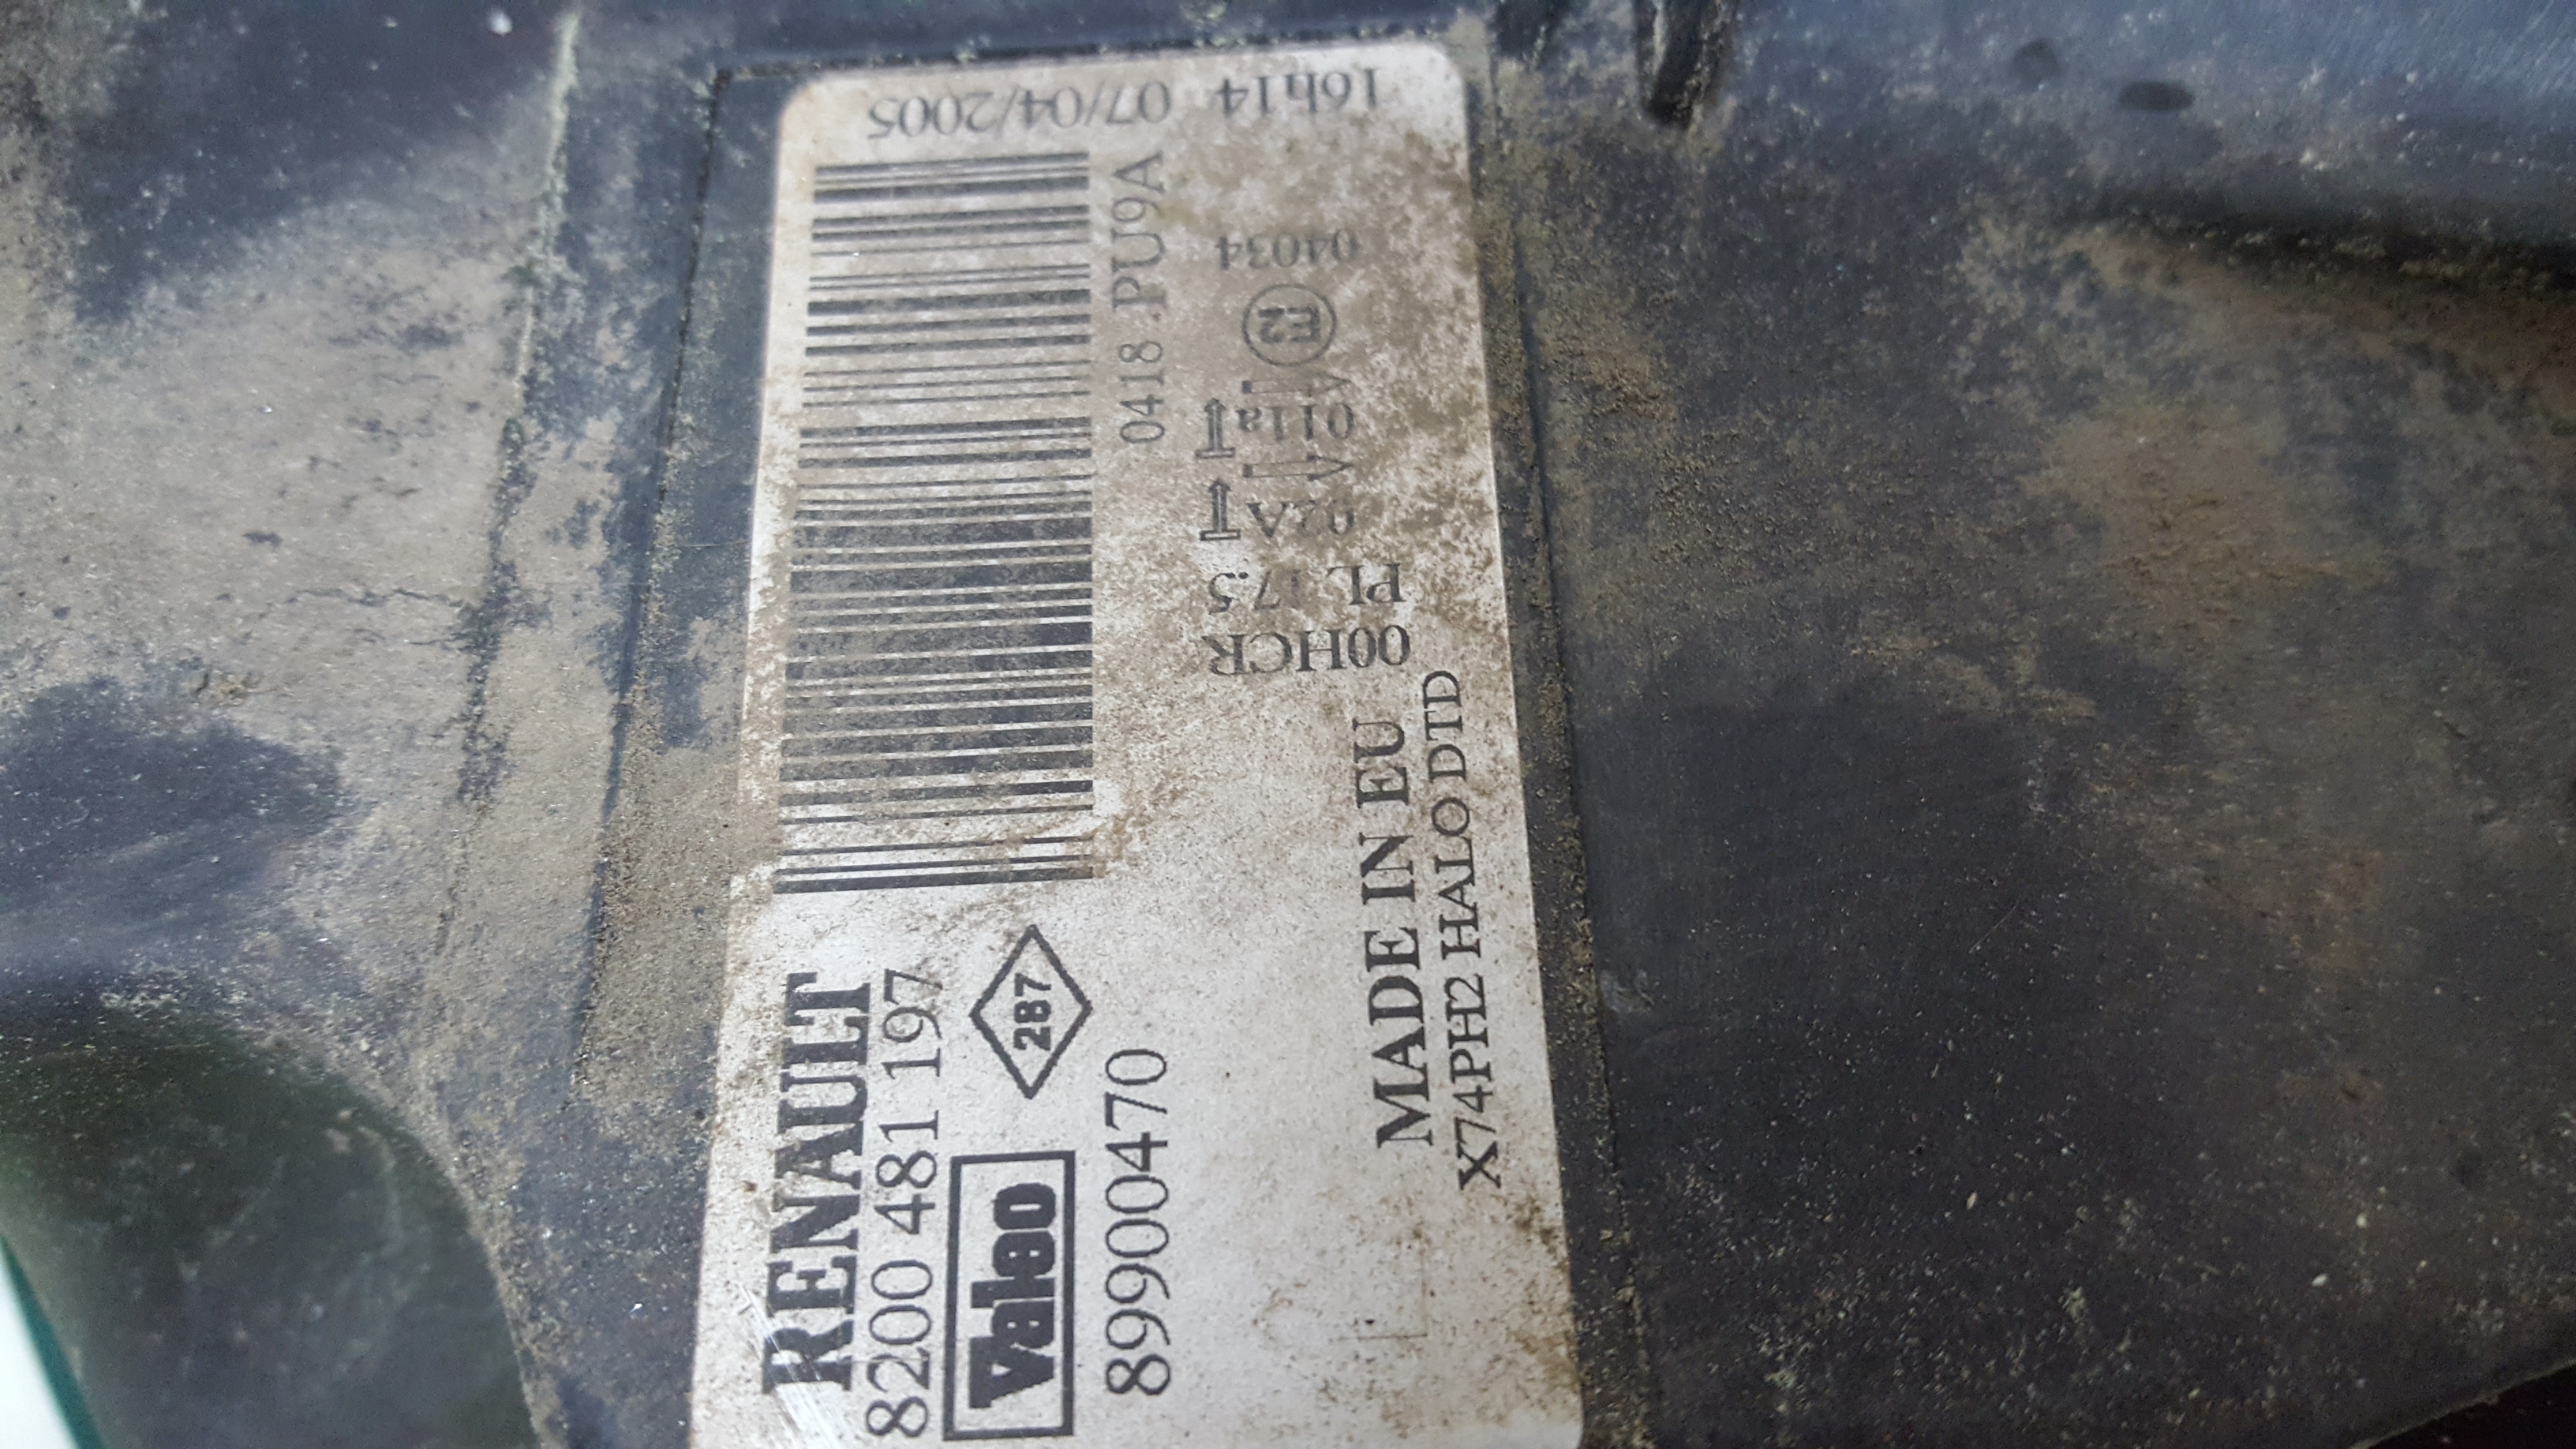 RENAULT
8200 481 197
Valeo
287
89900470
0418 .PU9A
MADE IN EU
X74PH2 HALO DTD
16h14 07/04/2005
04034
E2
011a
02A
PL 17.5
00HCR